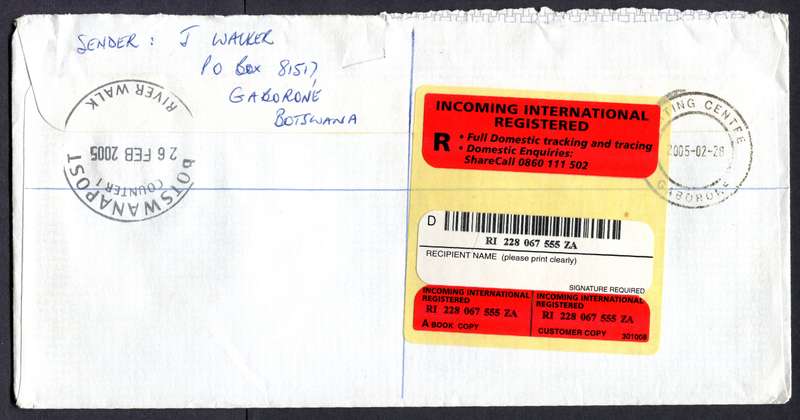 SENDER: J WALKER
PO BOX 81517,
GABORONE
BOTSWANA
RIVER WALK
26 FEB 2005
COUNTER 1
BOTSWANAPOST
INCOMING INTERNATIONAL
REGISTERED
R • Full Domestic tracking and tracing
• Domestic Enquiries:
ShareCall 0860 111 502
TING CENTRE
2005-02-28
GABORONE
D
RI 228 067 555 ZA
RECIPIENT NAME (please print clearly)
SIGNATURE REQUIRED
INCOMING INTERNATIONAL
REGISTERED
RI 228 067 555 ZA
A BOOK COPY
INCOMING INTERNATIONAL
REGISTERED
RI 228 067 555 ZA
CUSTOMER COPY
301008